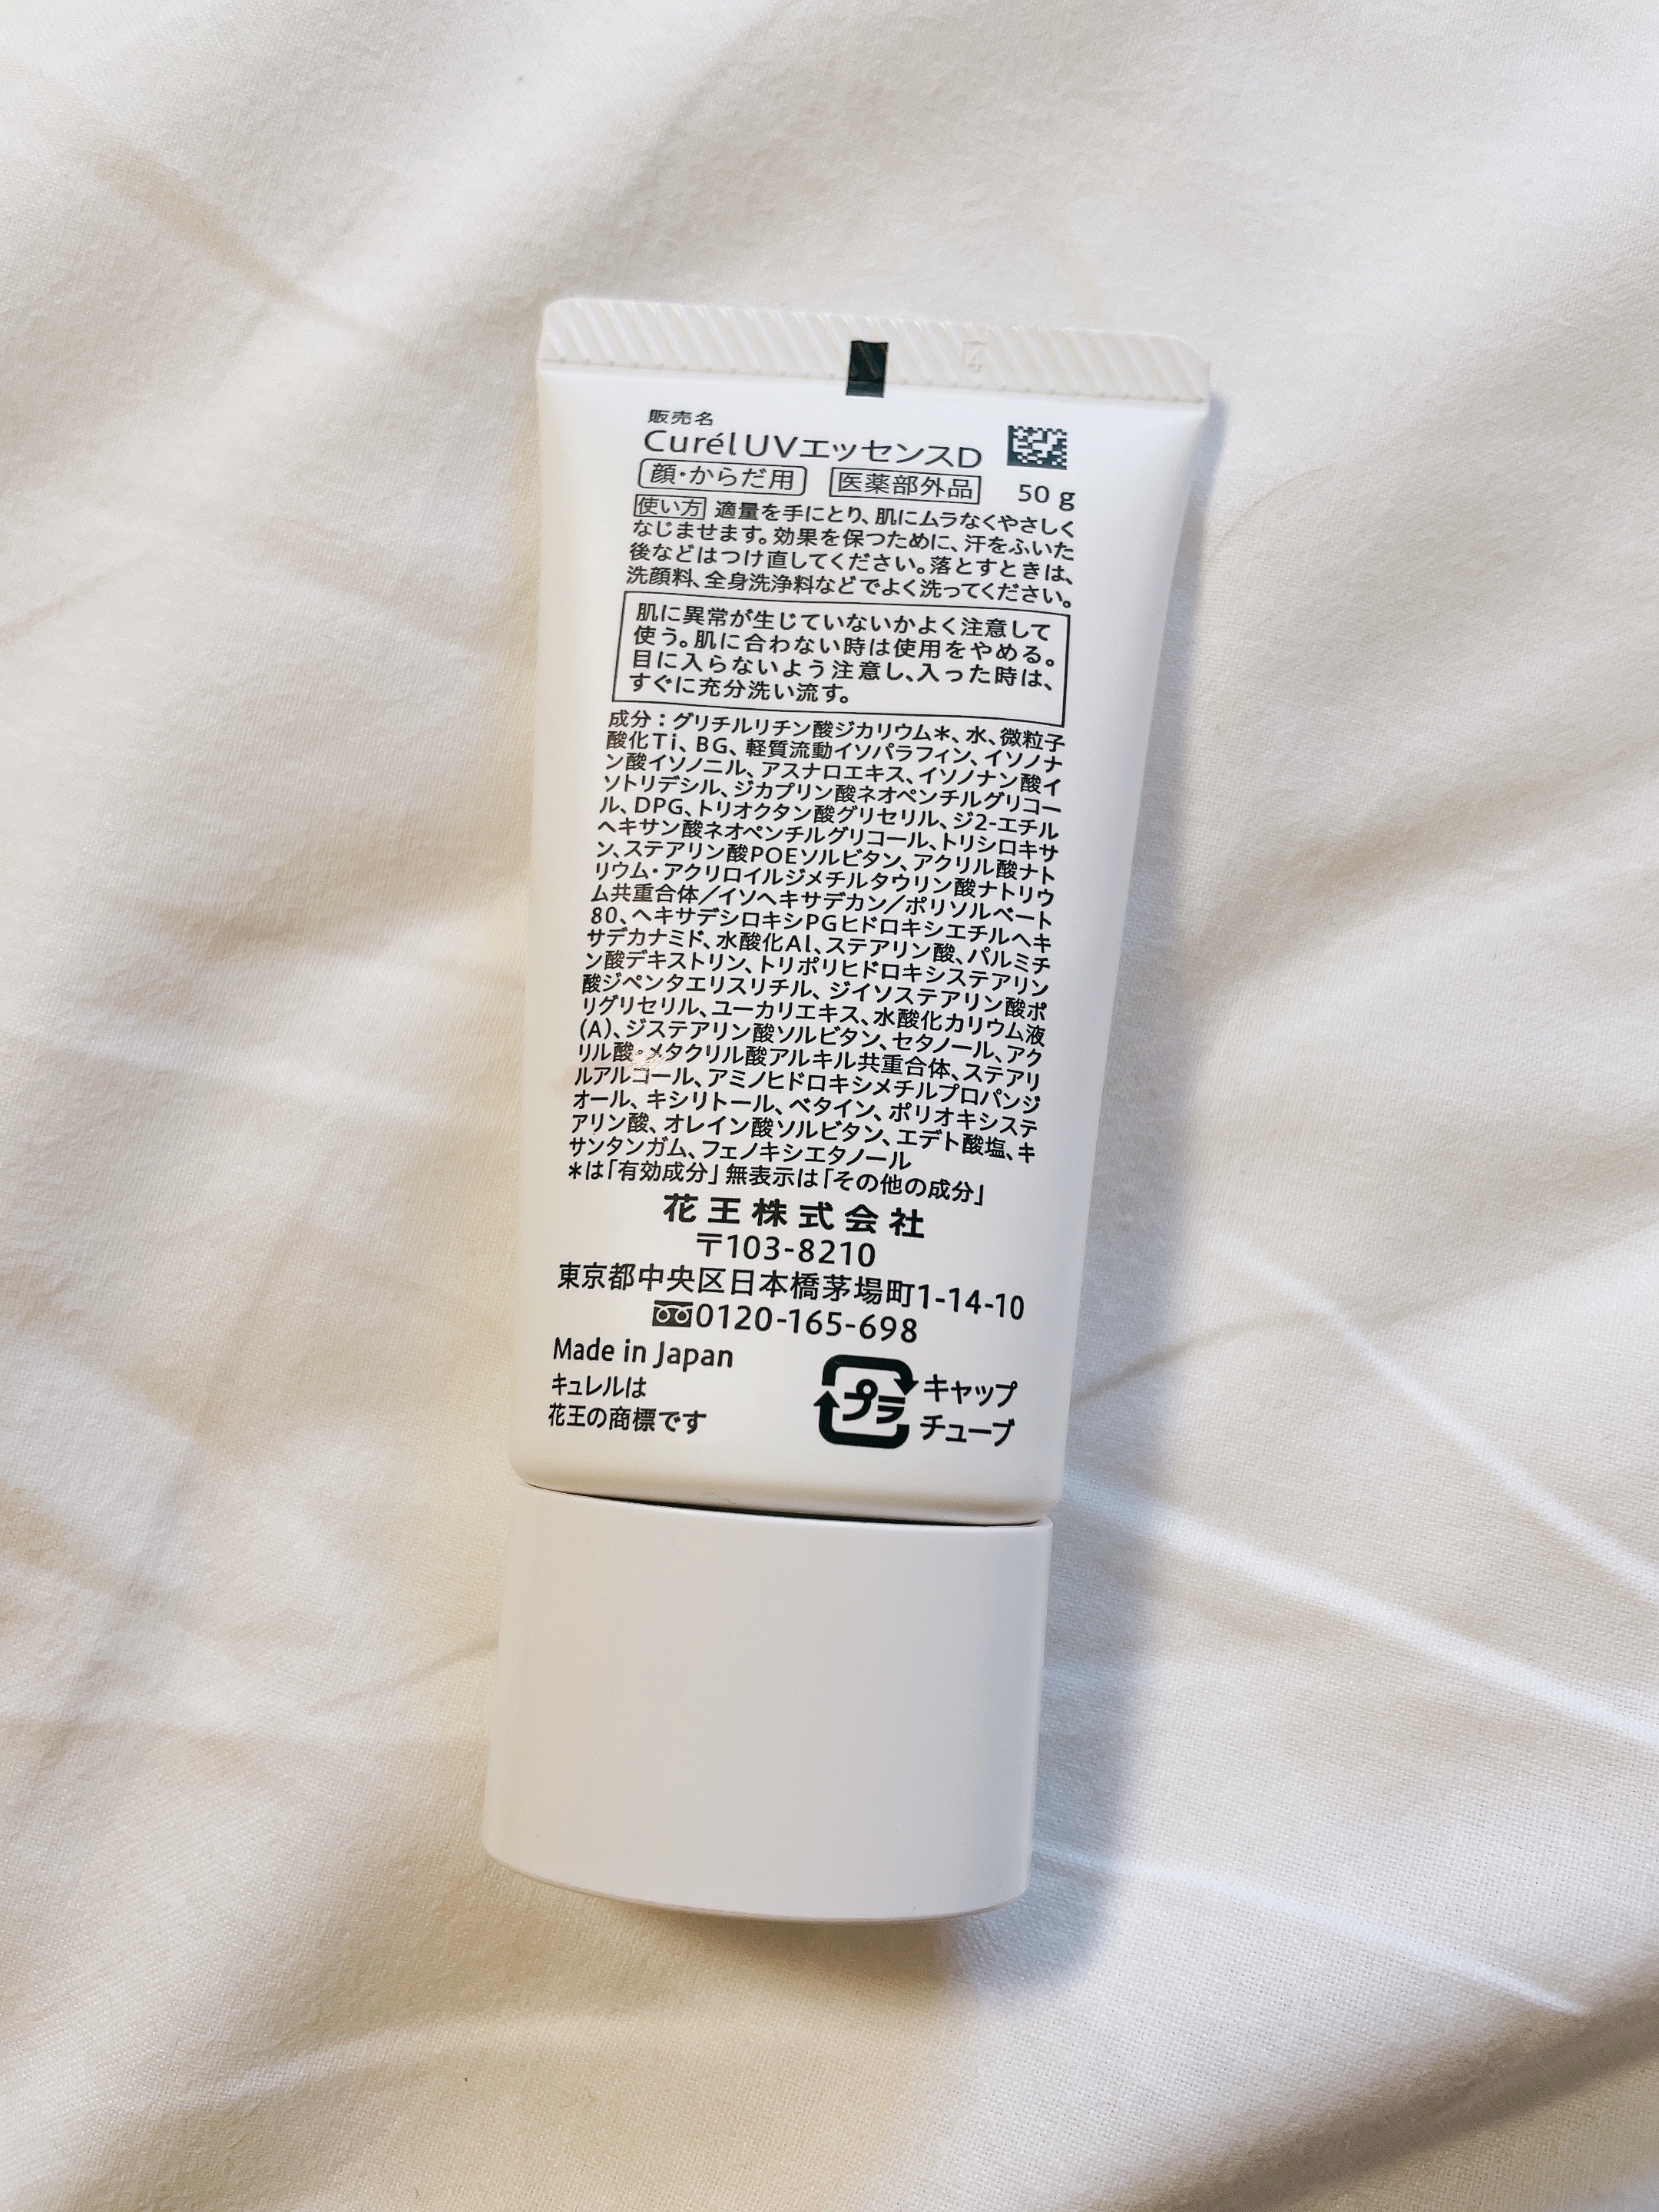 販売名
Curél UVエッセンスD
顔・からだ用 医薬部外品 50 g
使い方 適量を手にとり、肌にムラなくやさしく
なじませます。効果を保つために、汗をふいた
後などはつけ直してください。落とすときは、
洗顔料、全身洗浄料などでよく洗ってください。
肌に異常が生じていないかよく注意して
使う。肌に合わない時は使用をやめる。
目に入らないよう注意し、入った時は、
すぐに充分洗い流す。
成分：グリチルリチン酸ジカリウム＊、水、微粒子
酸化Ti、BG、軽質流動イソパラフィン、イソノナ
ン酸イソノニル、アスナロエキス、イソノナン酸イ
ソトリデシル、ジカプリン酸ネオペンチルグリコー
ル、DPG、トリオクタン酸グリセリル、ジ2-エチル
ヘキサン酸ネオペンチルグリコール、トリシロキサ
ン、ステアリン酸POEソルビタン、アクリル酸ナト
リウム・アクリロイルジメチルタウリン酸ナトリウ
ム共重合体／イソヘキサデカン／ポリソルベート
80、ヘキサデシロキシPGヒドロキシエチルヘキ
サデカナミド、水酸化Al、ステアリン酸、パルミチ
ン酸デキストリン、トリポリヒドロキシステアリン
酸ジペンタエリスリチル、ジイソステアリン酸ポ
リグリセリル、ユーカリエキス、水酸化カリウム液
(A)、ジステアリン酸ソルビタン、セタノール、アク
リル酸・メタクリル酸アルキル共重合体、ステアリ
ルアルコール、アミノヒドロキシメチルプロパンジ
オール、キシリトール、ベタイン、ポリオキシステ
アリン酸、オレイン酸ソルビタン、エデト酸塩、キ
サンタンガム、フェノキシエタノール
＊は「有効成分」無表示は「その他の成分」
花王株式会社
〒103-8210
東京都中央区日本橋茅場町1-14-10
0120-165-698
Made in Japan
キュレルは
花王の商標です
プラ キャップ
チューブ